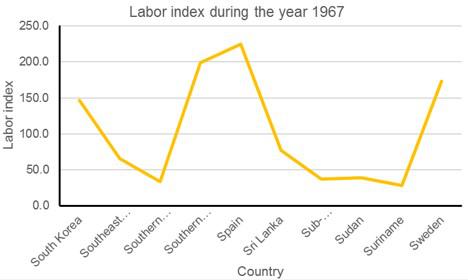 Labor index during the year 1967
250.0
200.0
150.0
100.0
50.0
0.0
Labor index
South Korea
Southeast...
Southern...
Southern...
Spain
Sri Lanka
Sub-...
Sudan
Suriname
Sweden
Country